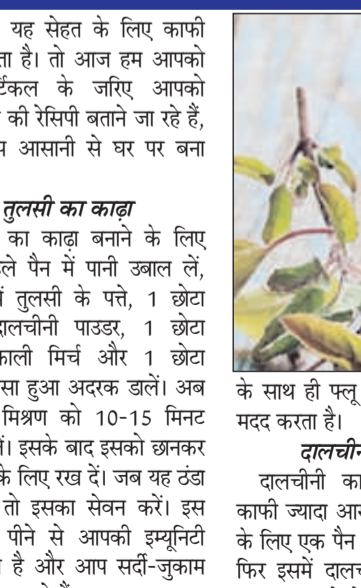 यह सेहत के लिए काफी
है। तो आज हम आपको
के जरिए आपको
की रेसिपी बताने जा रहे हैं,
आसानी से घर पर बना
तुलसी का काढ़ा
का काढ़ा बनाने के लिए
पैन में पानी उबाल लें,
तुलसी के पत्ते, 1 छोटा
दालचीनी पाउडर, 1 छोटा
काली मिर्च और 1 छोटा
हुआ अदरक डालें। अब
मिश्रण को 10-15 मिनट
इसके बाद इसको छानकर
के लिए रख दें। जब यह ठंडा
तो इसका सेवन करें। इस
पीने से आपकी इम्यूनिटी
है और आप सर्दी-जुकाम
के साथ ही फ्लू
मदद करता है।
दालचीनी का
काफी ज्यादा
के लिए एक पैन
फिर इसमें